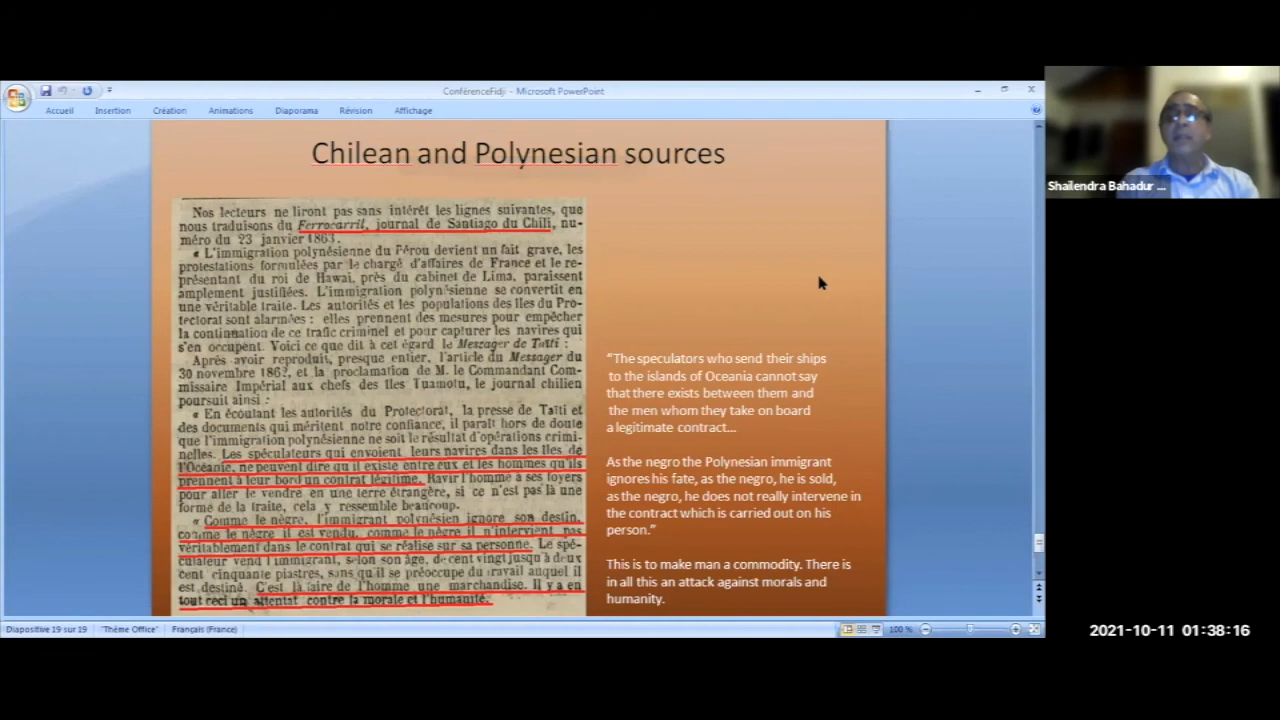 ConférenceFidji - Microsoft PowerPoint
Accueil Insertion Création Animations Diaporama Révision Affichage
Chilean and Polynesian sources
Nos lecteurs ne liront pas sans intérêt les lignes suivantes, que
nous traduisons du Ferrocarril, journal de Santiago du Chili, nu-
méro du 23 janvier 1863.
« L'immigration polynésienne du Pérou devient un fait grave, les
protestations formulées par le chargé d'affaires de France et le re-
présentant du roi de Hawaï, près du cabinet de Lima, paraissent
amplement justifiées. L'immigration polynésienne se convertit en
une véritable traite. Les autorités et les populations des îles du Pro-
tectorat sont alarmées : elles prennent des mesures pour empêcher
la continuation de ce trafic criminel et pour capturer les navires qui
s'en occupent. Voici ce que dit à cet égard le Messager de Taïti :
Après avoir reproduit, presque entier, l'article du Messager du
30 novembre 1862, et la proclamation de M. le Commandant Com-
missaire Impérial aux chefs des îles Tuamotu, le journal chilien
poursuit ainsi :
« En écoutant les autorités du Protectorat, la presse de Taïti et
des documents qui méritent notre confiance, il paraît hors de doute
que l'immigration polynésienne ne soit le résultat d'opérations crimi-
nelles. Les spéculateurs qui envoient leurs navires dans les îles de
l'Océanie, ne peuvent dire qu'il existe entre eux et les hommes qu'ils
prennent à leur bord un contrat légitime. Ravir l'homme à ses foyers
pour aller le vendre en une terre étrangère, si ce n'est pas là une
forme de la traite, cela y ressemble beaucoup.
« Comme le nègre, l'immigrant polynésien ignore son destin,
comme le nègre il est vendu, comme le nègre il n'intervient pas
véritablement dans le contrat qui se réalise sur sa personne. Le spé-
culateur vend l'immigrant, selon son âge, de cent vingt jusqu'à deux
cent cinquante piastres, sans qu'il se préoccupe du travail auquel il
est destiné. C'est là faire de l'homme une marchandise. Il y a en
tout ceci un attentat contre la morale et l'humanité.
“The speculators who send their ships
to the islands of Oceania cannot say
that there exists between them and
the men whom they take on board
a legitimate contract...
As the negro the Polynesian immigrant
ignores his fate, as the negro, he is sold,
as the negro, he does not really intervene in
the contract which is carried out on his
person.”
This is to make man a commodity. There is
in all this an attack against morals and
humanity.
Diapositive 19 sur 19 "Thème Office" Français (France) 100 %
Shailendra Bahadur ...
2021-10-11 01:38:16